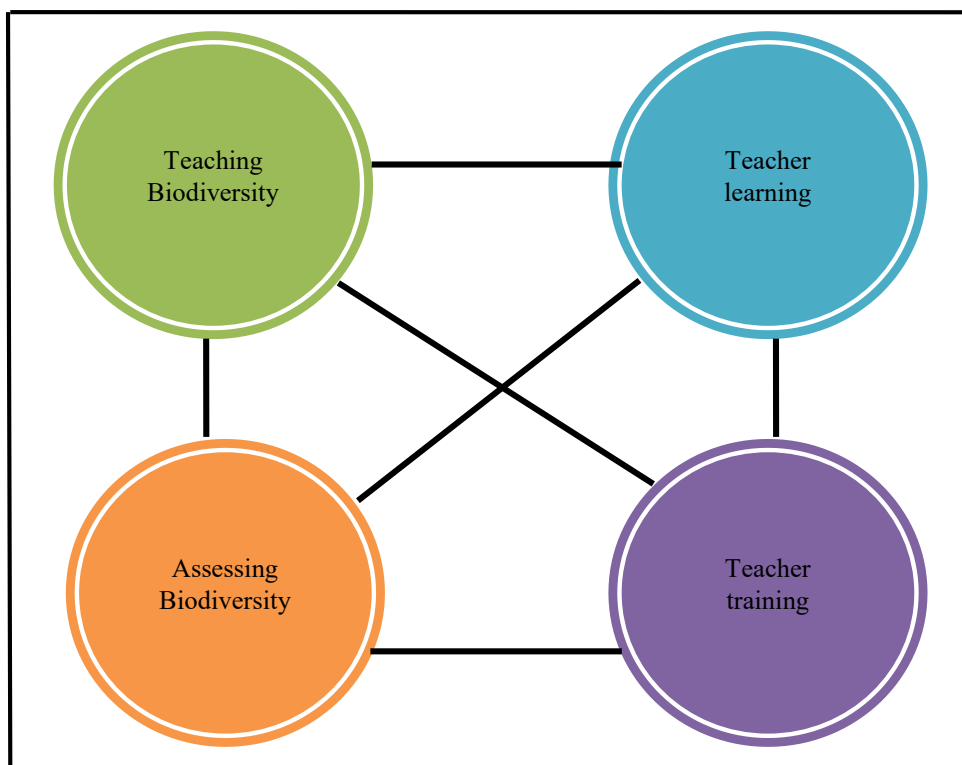 Teaching
Biodiversity
Teacher
learning
Assessing
Biodiversity
Teacher
training